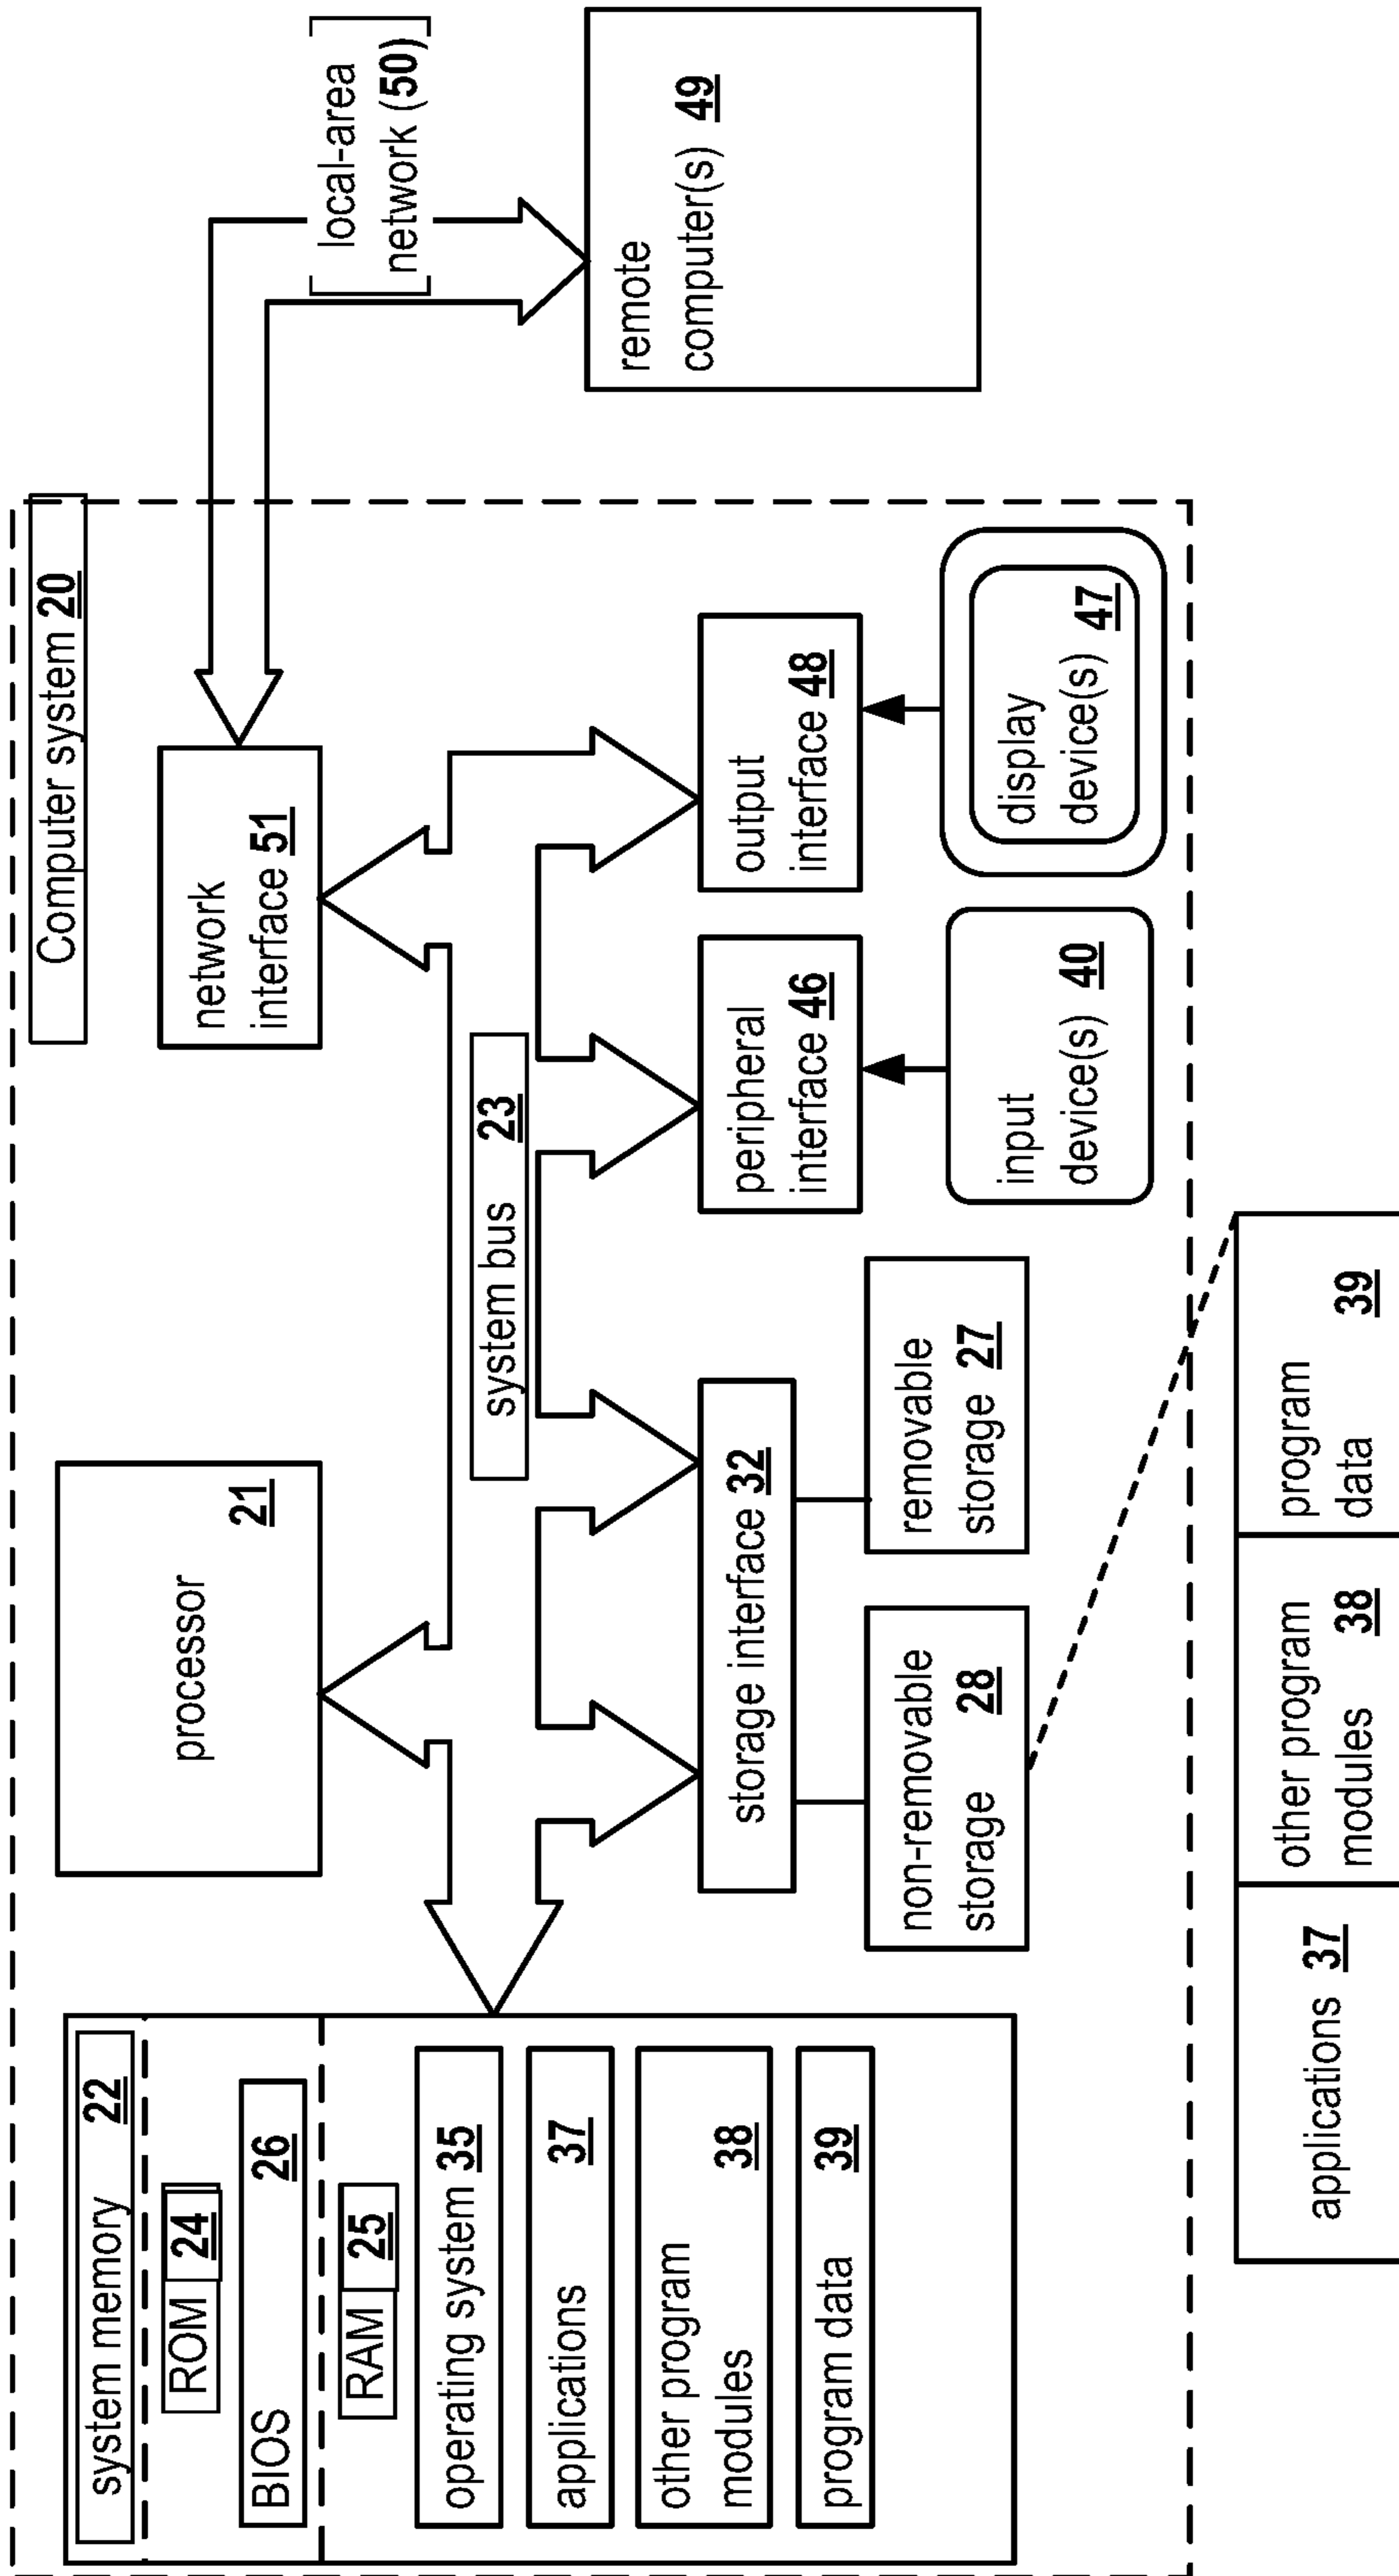 Computer system 20
system memory 22
ROM 24
BIOS 26
RAM 25
operating system 35
applications 37
other program
modules 38
program data 39
processor 21
network
interface 51
local-area
network (50)
remote
computer(s) 49
system bus 23
storage interface 32
peripheral
interface 46
output
interface 48
non-removable
storage 28
removable
storage 27
input
device(s) 40
display
device(s) 47
applications 37
other program
modules 38
program
data 39